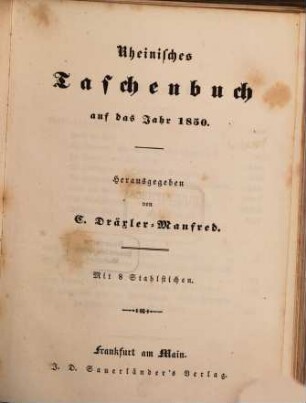 Rheinisches
Taschenbuch
auf das Jahr 1850.
Herausgegeben
von
C. Dräxler-Manfred.
Mit 8 Stahlstichen.
Frankfurt am Main.
J. D. Sauerländer's Verlag.